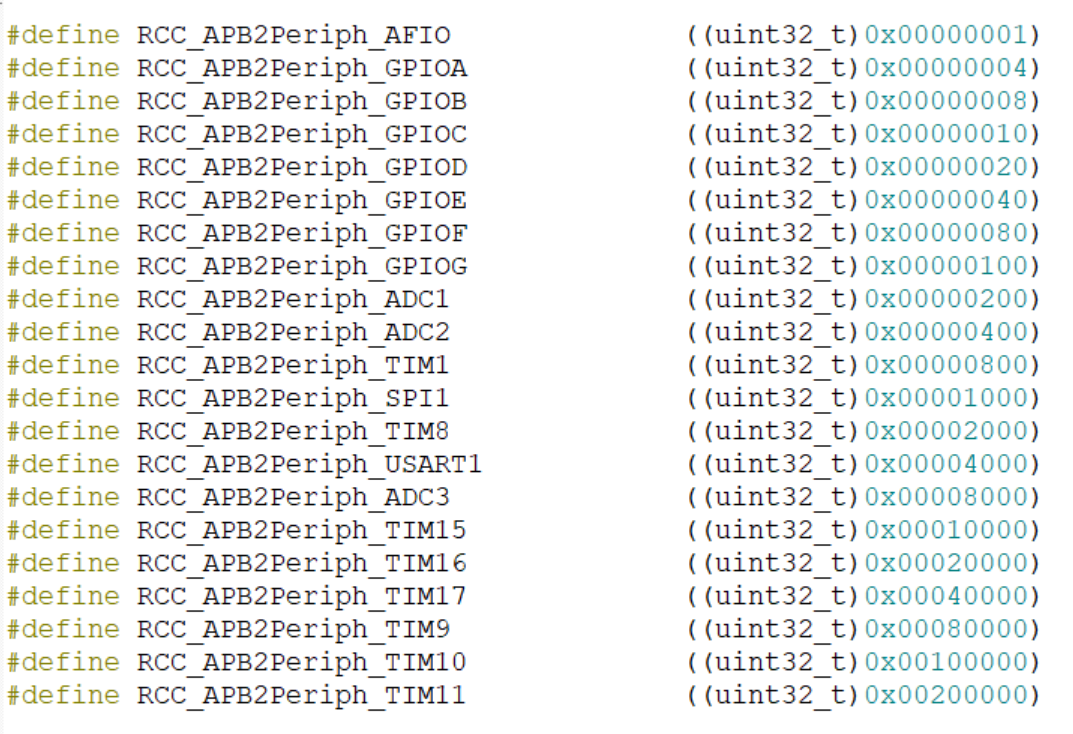 #define RCC_APB2Periph_AFIO ((uint32_t)0x00000001)
#define RCC_APB2Periph_GPIOA ((uint32_t)0x00000004)
#define RCC_APB2Periph_GPIOB ((uint32_t)0x00000008)
#define RCC_APB2Periph_GPIOC ((uint32_t)0x00000010)
#define RCC_APB2Periph_GPIOD ((uint32_t)0x00000020)
#define RCC_APB2Periph_GPIOE ((uint32_t)0x00000040)
#define RCC_APB2Periph_GPIOF ((uint32_t)0x00000080)
#define RCC_APB2Periph_GPIOG ((uint32_t)0x00000100)
#define RCC_APB2Periph_ADC1 ((uint32_t)0x00000200)
#define RCC_APB2Periph_ADC2 ((uint32_t)0x00000400)
#define RCC_APB2Periph_TIM1 ((uint32_t)0x00000800)
#define RCC_APB2Periph_SPI1 ((uint32_t)0x00001000)
#define RCC_APB2Periph_TIM8 ((uint32_t)0x00002000)
#define RCC_APB2Periph_USART1 ((uint32_t)0x00004000)
#define RCC_APB2Periph_ADC3 ((uint32_t)0x00008000)
#define RCC_APB2Periph_TIM15 ((uint32_t)0x00010000)
#define RCC_APB2Periph_TIM16 ((uint32_t)0x00020000)
#define RCC_APB2Periph_TIM17 ((uint32_t)0x00040000)
#define RCC_APB2Periph_TIM9 ((uint32_t)0x00080000)
#define RCC_APB2Periph_TIM10 ((uint32_t)0x00100000)
#define RCC_APB2Periph_TIM11 ((uint32_t)0x00200000)